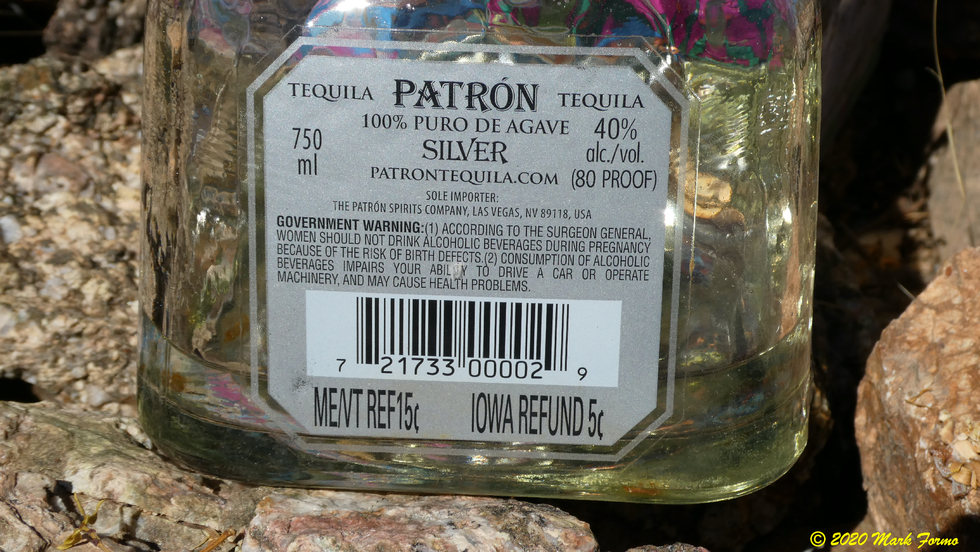 TEQUILA PATRÓN TEQUILA
100% PURO DE AGAVE
750 ml
40% alc./vol.
SILVER
PATRONTEQUILA.COM
(80 PROOF)
SOLE IMPORTER:
THE PATRÓN SPIRITS COMPANY, LAS VEGAS, NV 89118, USA
GOVERNMENT WARNING:(1) ACCORDING TO THE SURGEON GENERAL
WOMEN SHOULD NOT DRINK ALCOHOLIC BEVERAGES DURING PREGNANCY
BECAUSE OF THE RISK OF BIRTH DEFECTS.(2) CONSUMPTION OF ALCOHOLIC
BEVERAGES IMPAIRS YOUR ABILITY TO DRIVE A CAR OR OPERATE
MACHINERY, AND MAY CAUSE HEALTH PROBLEMS.
7 21733 00002 9
ME/VT REF15¢ IOWA REFUND 5¢
© 2020 Mark Formo